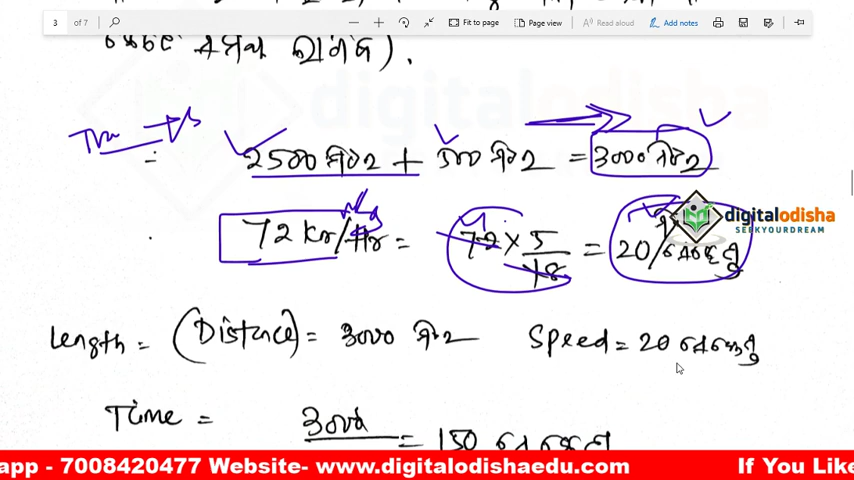 3 of 7 Fit to page Page view Read aloud Add notes
2500 ମିଟର + 500 ମିଟର = 3000 ମିଟର
72 Kr/Hr = 72 × 5/18 = 20/ସେକେଣ୍ଡ
digitalodisha
SEEKYOURDREAM
Length = (Distance) = 3000 ମିଟର Speed = 20 ସେକେଣ୍ଡ
Time = 3000 = 150 ସେକେଣ୍ଡ
app - 7008420477 Website- www.digitalodishaedu.com If You Like